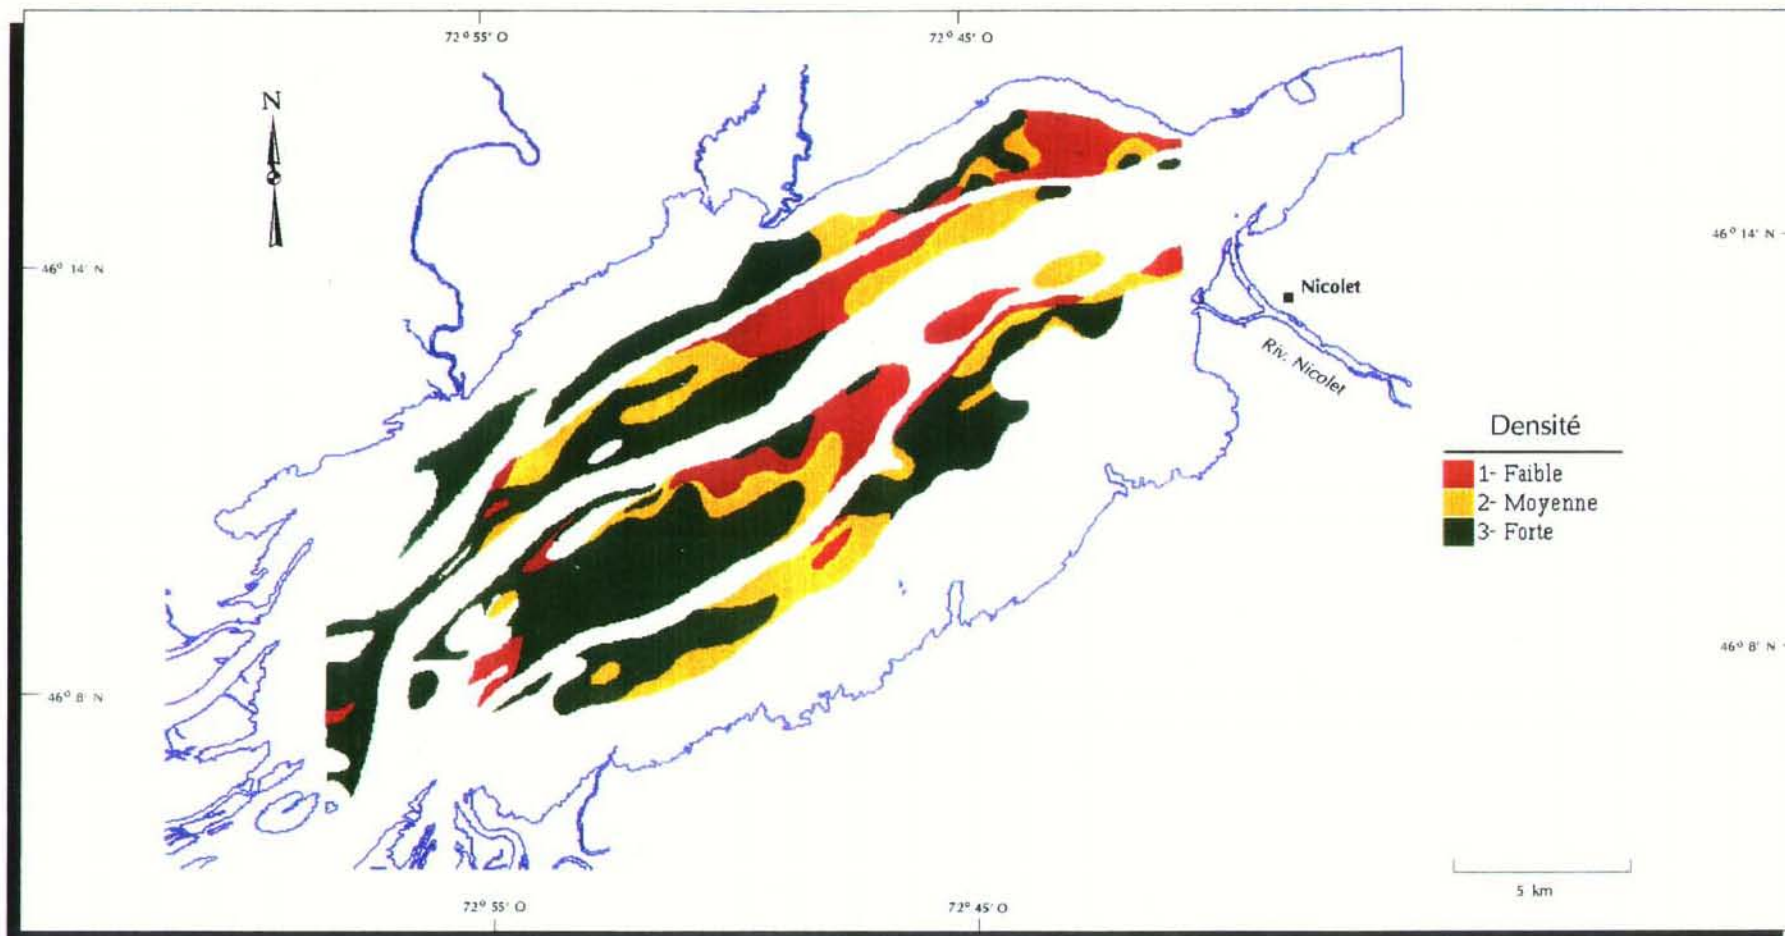 72° 55' O
72° 45' O
N
46° 14' N
46° 14' N
Nicolet
Riv. Nicolet
Densité
1- Faible
2- Moyenne
3- Forte
46° 8' N
46° 8' N
5 km
72° 55' O
72° 45' O